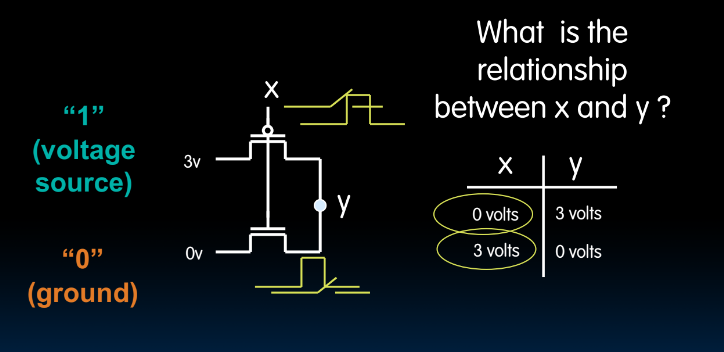 What is the
relationship
between x and y ?
“1”
(voltage
source)
“0”
(ground)
x
3v
y
0v
x y
0 volts 3 volts
3 volts 0 volts